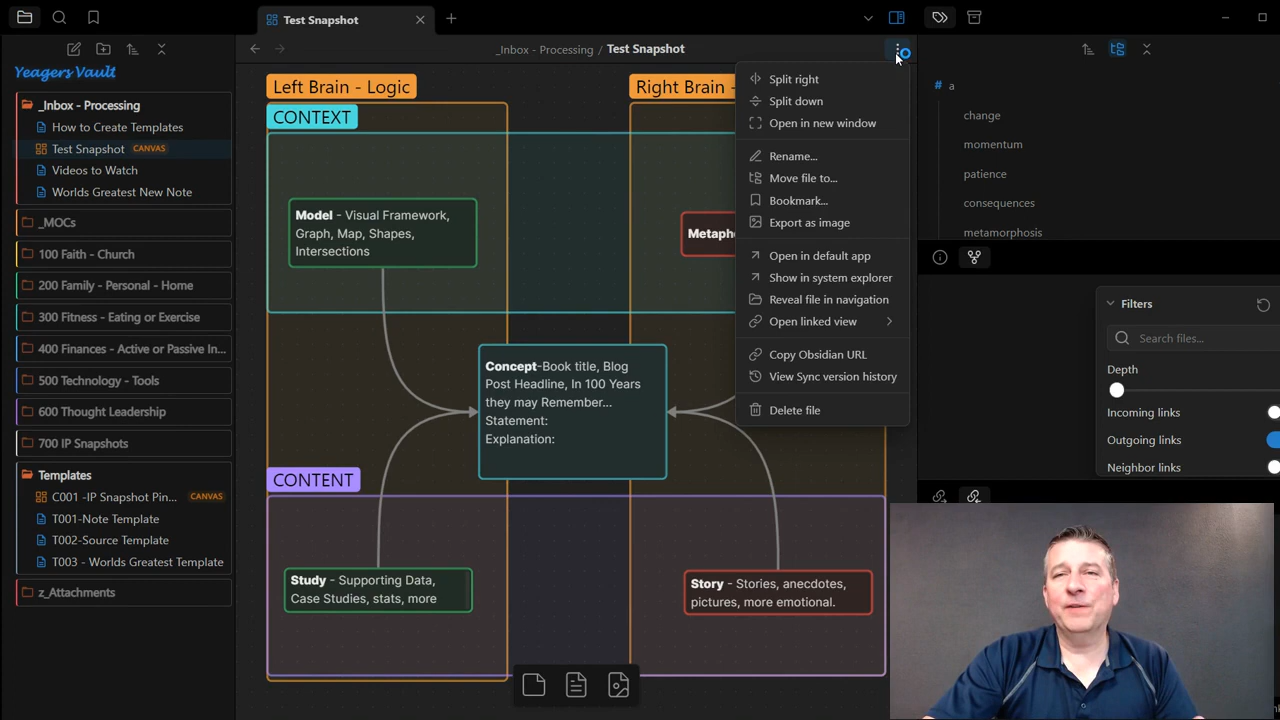 Test Snapshot
_Inbox - Processing / Test Snapshot
Yeagers Vault
_Inbox - Processing
How to Create Templates
Test Snapshot CANVAS
Videos to Watch
Worlds Greatest New Note
_MOCs
100 Faith - Church
200 Family - Personal - Home
300 Fitness - Eating or Exercise
400 Finances - Active or Passive In...
500 Technology - Tools
600 Thought Leadership
700 IP Snapshots
Templates
C001 -IP Snapshot Pin... CANVAS
T001-Note Template
T002-Source Template
T003 - Worlds Greatest Template
z_Attachments
Left Brain - Logic
Right Brain -
CONTEXT
Model - Visual Framework,
Graph, Map, Shapes,
Intersections
Concept-Book title, Blog
Post Headline, In 100 Years
they may Remember...
Statement:
Explanation:
CONTENT
Study - Supporting Data,
Case Studies, stats, more
Story - Stories, anecdotes,
pictures, more emotional.
Split right
Split down
Open in new window
Rename...
Move file to...
Bookmark...
Export as image
Open in default app
Show in system explorer
Reveal file in navigation
Open linked view
Copy Obsidian URL
View Sync version history
Delete file
# a
change
momentum
patience
consequences
metamorphosis
Filters
Search files...
Depth
Incoming links
Outgoing links
Neighbor links